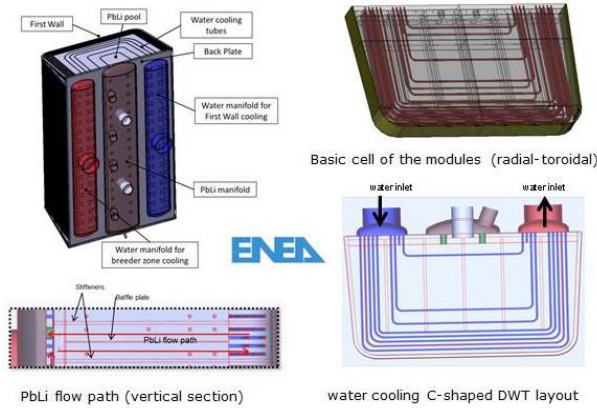 First Wall
PbLi pool
Water cooling
tubes
Back Plate
Water manifold for
First Wall cooling
PbLi manifold
Water manifold for
breeder zone cooling
Basic cell of the modules (radial-toroidal)
water inlet
water inlet
ENEA
Stiffeners
Baffle plate
PbLi flow path
PbLi flow path (vertical section)
water cooling C-shaped DWT layout